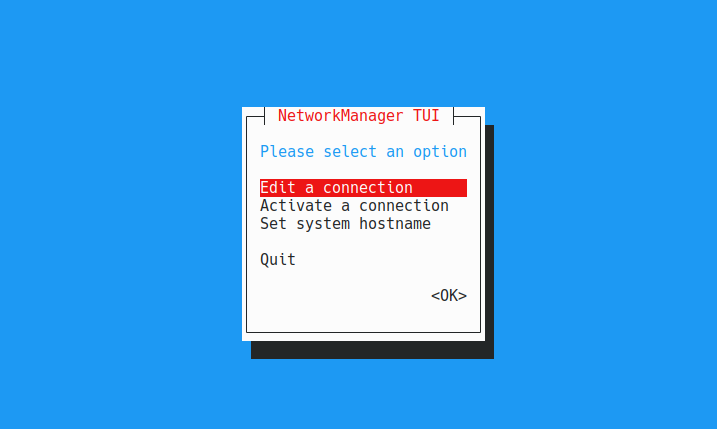 NetworkManager TUI
Please select an option
Edit a connection
Activate a connection
Set system hostname
Quit
<OK>